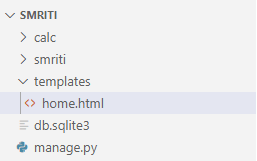 SMRITI
calc
smriti
templates
home.html
db.sqlite3
manage.py